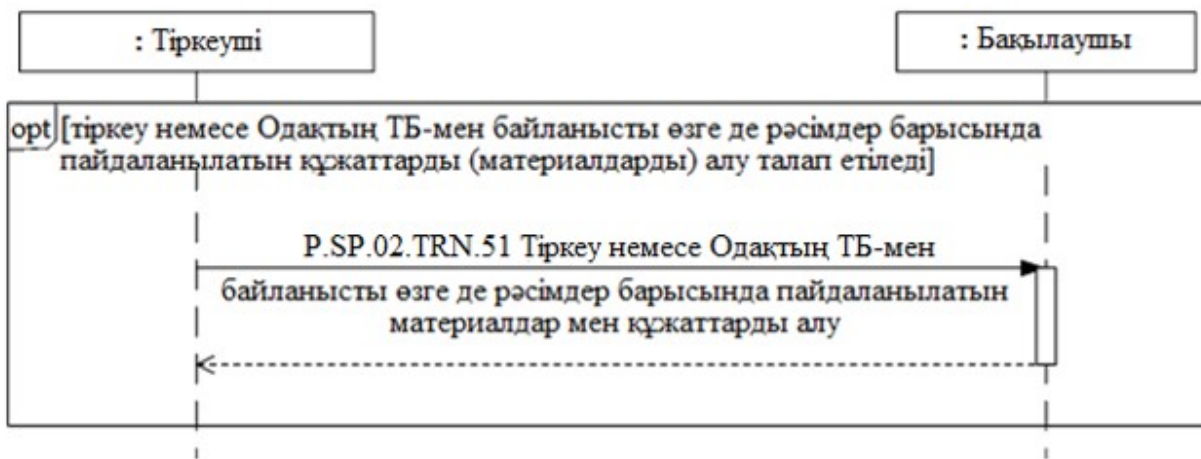 : Тіркеуші
: Бақылаушы
opt [тіркеу немесе Одақтың ТБ-мен байланысты өзге де рәсімдер барысында
пайдаланылатын құжаттарды (материалдарды) алу талап етіледі]
P.SP.02.TRN.51 Тіркеу немесе Одақтың ТБ-мен
байланысты өзге де рәсімдер барысында пайдаланылатын
материалдар мен құжаттарды алу